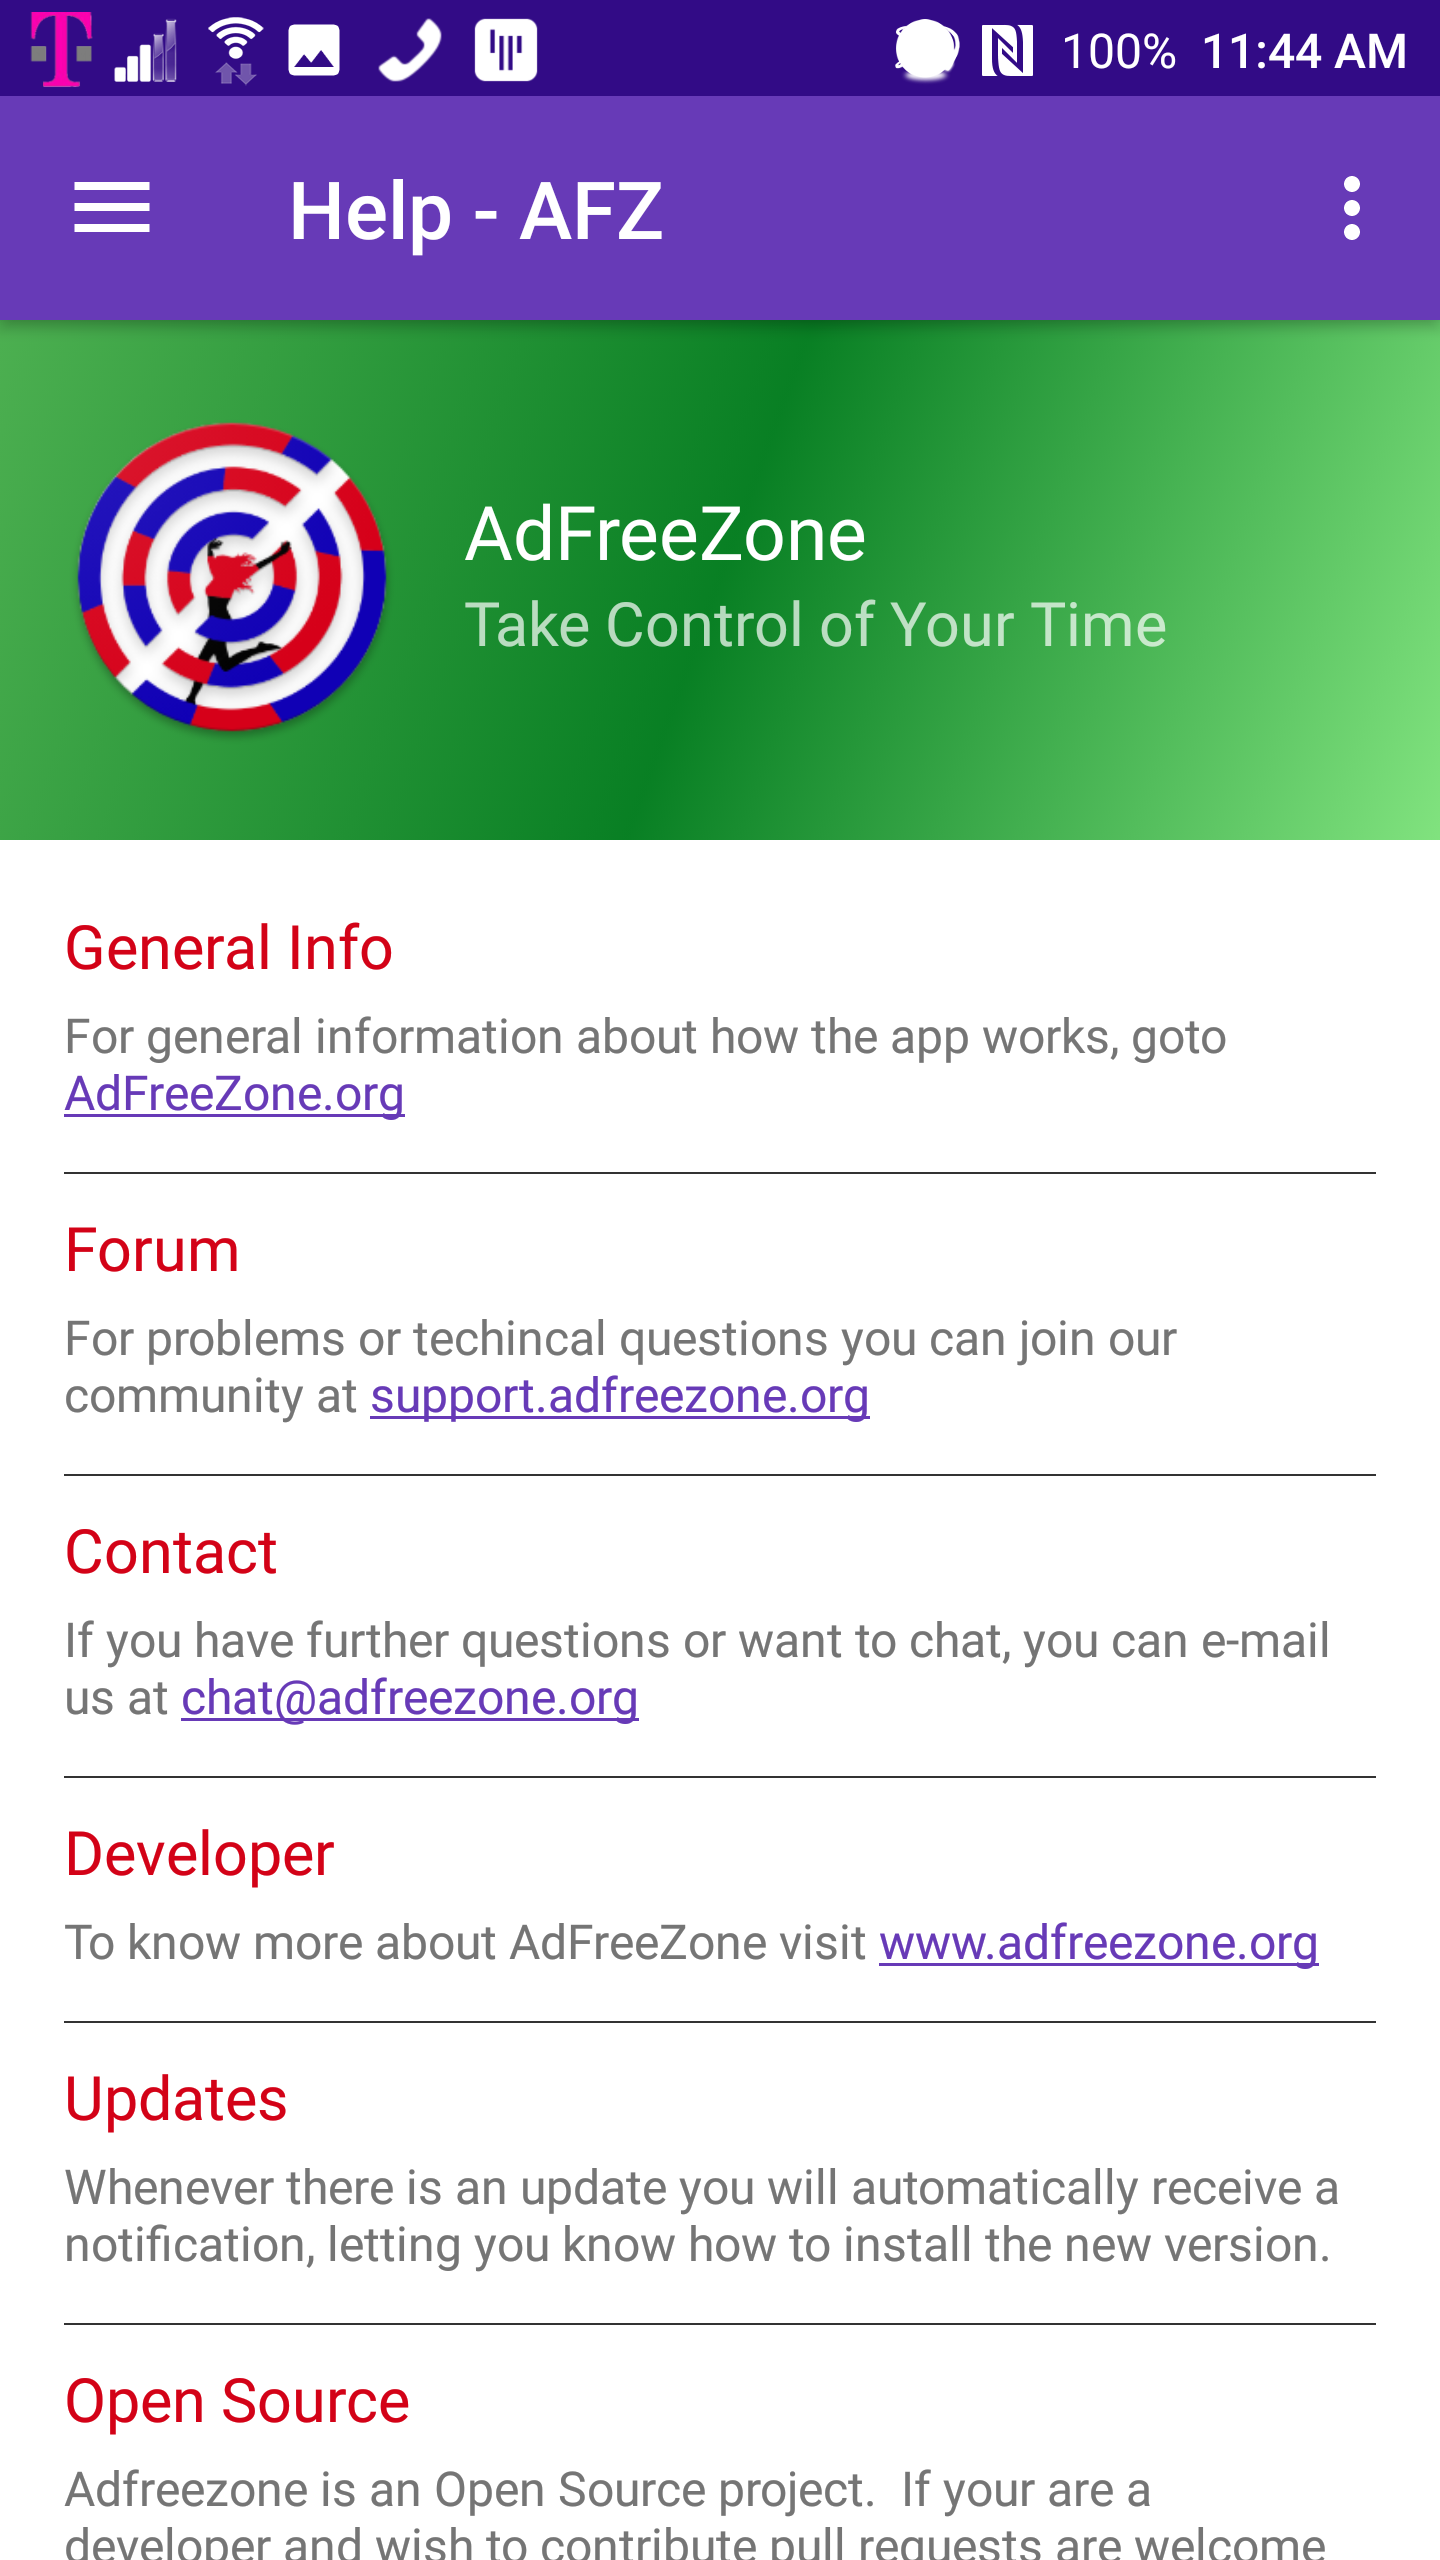 100% 11:44 AM
Help - AFZ
AdFreeZone
Take Control of Your Time
General Info
For general information about how the app works, goto
AdFreeZone.org
Forum
For problems or techincal questions you can join our
community at support.adfreezone.org
Contact
If you have further questions or want to chat, you can e-mail
us at chat@adfreezone.org
Developer
To know more about AdFreeZone visit www.adfreezone.org
Updates
Whenever there is an update you will automatically receive a
notification, letting you know how to install the new version.
Open Source
Adfreezone is an Open Source project.  If your are a
developer and wish to contribute pull requests are welcome